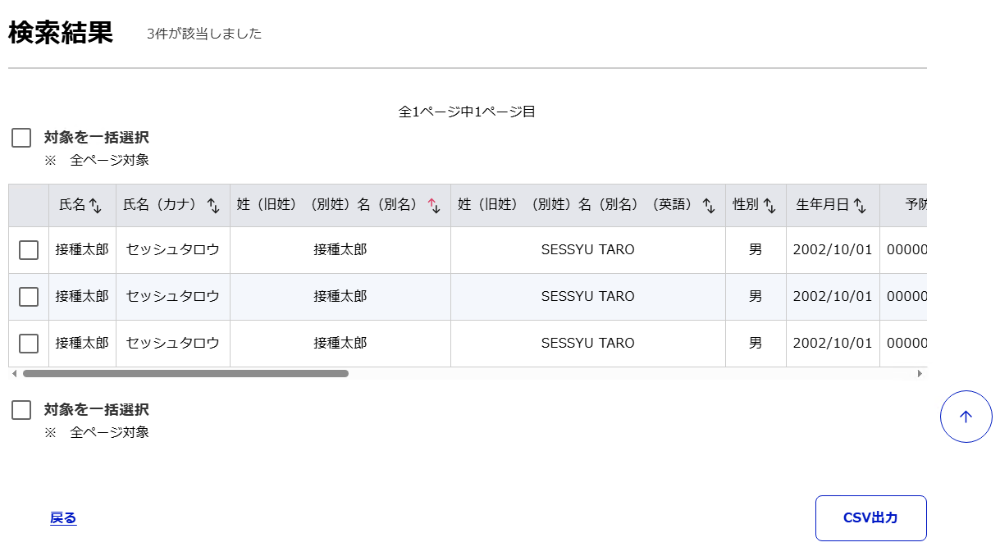 検索結果 3件が該当しました
全1ページ中1ページ目
対象を一括選択
※ 全ページ対象
氏名 氏名（カナ） 姓（旧姓）（別姓）名（別名） 姓（旧姓）（別姓）名（別名）（英語） 性別 生年月日 予防
接種太郎 セッシュタロウ 接種太郎 SESSYU TARO 男 2002/10/01 00000
接種太郎 セッシュタロウ 接種太郎 SESSYU TARO 男 2002/10/01 00000
接種太郎 セッシュタロウ 接種太郎 SESSYU TARO 男 2002/10/01 00000
対象を一括選択
※ 全ページ対象
戻る CSV出力